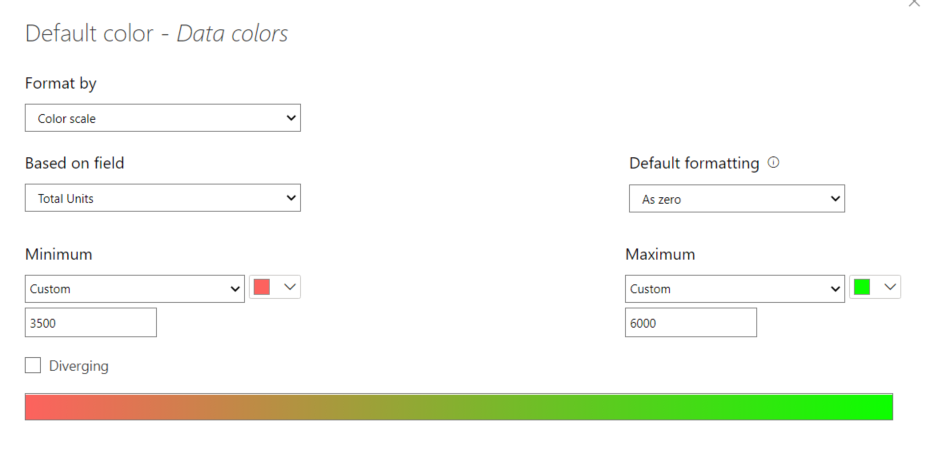 Default color - Data colors
Format by
Color scale
Based on field
Default formatting
Total Units
As zero
Minimum
Maximum
Custom
Custom
3500
6000
Diverging